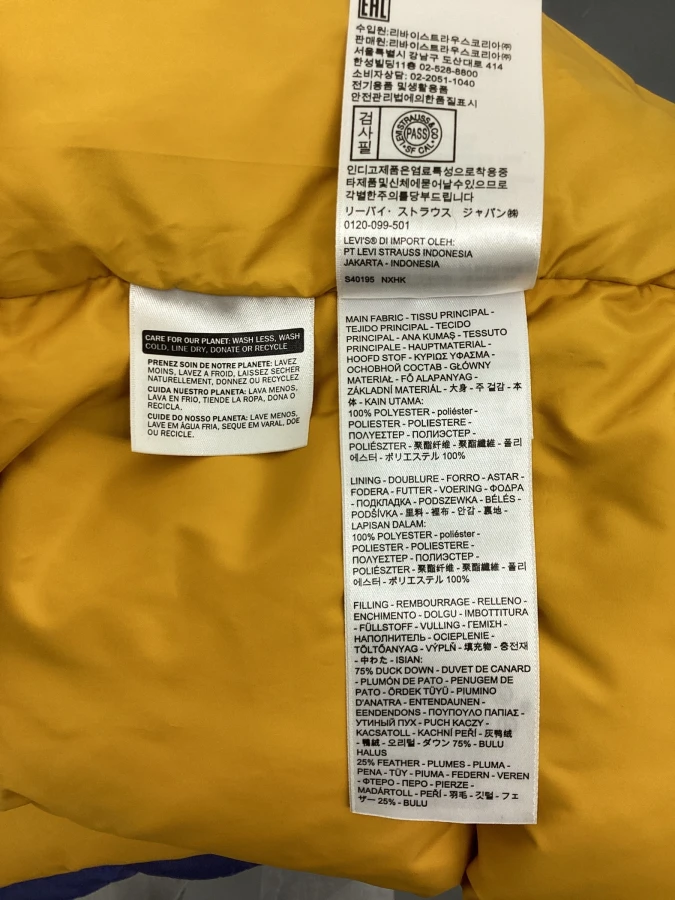 EAC
수입원:리바이스트라우스코리아㈜
판매원:리바이스트라우스코리아㈜
서울특별시 강남구 도산대로 414
한성빌딩11층 02-528-8800
소비자상담: 02-2051-1040
전기용품 및생활용품
안전관리법에의한품질표시
검사필
LEVI STRAUSS & CO
PASS
SF CAL
인디고제품은염료특성으로착용중
타제품및신체에묻어날수있으므로
각별한주의를당부드립니다
リーバイ・ストラウス ジャパン㈱
0120-099-501
LEVI'S® DI IMPORT OLEH:
PT LEVI STRAUSS INDONESIA
JAKARTA - INDONESIA
S40195 NXHK
CARE FOR OUR PLANET: WASH LESS, WASH
COLD, LINE DRY, DONATE OR RECYCLE
PRENEZ SOIN DE NOTRE PLANETE: LAVEZ
MOINS, LAVEZ A FROID, LAISSEZ SECHER
NATURELLEMENT, DONNEZ OU RECYCLEZ
CUIDA NUESTRO PLANETA: LAVA MENOS,
LAVA EN FRIO, TIENDE LA ROPA, DONA O
RECICLA.
CUIDE DO NOSSO PLANETA: LAVE MENOS,
LAVE EM ÁGUA FRIA, SEQUE EM VARAL, DOE
OU RECICLE.
MAIN FABRIC - TISSU PRINCIPAL -
TEJIDO PRINCIPAL - TECIDO
PRINCIPAL - ANA KUMAŞ - TESSUTO
PRINCIPALE - HAUPTMATERIAL -
HOOFD STOF - ΚΥΡΙΩΣ ΥΦΑΣΜΑ -
ОСНОВНОЙ СОСТАВ - GŁÓWNY
MATERIAŁ - FŐ ALAPANYAG -
ZÁKLADNÍ MATERIÁL - 大身 - 주 겉감 - 本
体 - KAIN UTAMA:
100% POLYESTER - poliéster -
POLIESTER - POLIESTERE -
ΠΟΛΥΕΣΤΕΡ - ПОЛИЭСТЕР -
POLIÉSZTER - 聚酯纤维 - 聚酯纖維 - 폴리
에스터 - ポリエステル 100%
LINING - DOUBLURE - FORRO - ASTAR -
FODERA - FUTTER - VOERING - ΦΟΔΡΑ
- ПОДКЛАДКА - PODSZEWKA - BÉLÉS -
PODŠÍVKA - 里料 - 裡布 - 안감 - 裏地 -
LAPISAN DALAM:
100% POLYESTER - poliéster -
POLIESTER - POLIESTERE -
ΠΟΛΥΕΣΤΕΡ - ПОЛИЭСТЕР -
POLIÉSZTER - 聚酯纤维 - 聚酯纖維 - 폴리
에스터 - ポリエステル 100%
FILLING - REMBOURRAGE - RELLENO -
ENCHIMENTO - DOLGU - IMBOTTITURA
- FÜLLSTOFF - VULLING - ΓΕΜΙΣΗ -
НАПОЛНИТЕЛЬ - OCIEPLENIE -
TÖLTŐANYAG - VÝPLŇ - 填充物 - 충전재
- 中わた - ISIAN:
75% DUCK DOWN - DUVET DE CANARD
- PLUMÓN DE PATO - PENUGEM DE
PATO - ÖRDEK TÜYÜ - PIUMINO
D'ANATRA - ENTENDAUNEN -
EENDENDONS - ΠΟΥΠΟΥΛΟ ΠΑΠΙΑΣ -
УТИНЫЙ ПУХ - PUCH KACZY -
KACSATOLL - KACHNÍ PEŘÍ - 灰鸭绒
- 鴨絨 - 오리털 - ダウン 75% - BULU
HALUS
25% FEATHER - PLUMES - PLUMA -
PENA - TÜY - PIUMA - FEDERN - VEREN
- ΦΤΕΡΟ - ПЕРО - PIERZE -
MADÁRTOLL - PEŘÍ - 羽毛 - 깃털 - フェ
ザー 25% - BULU